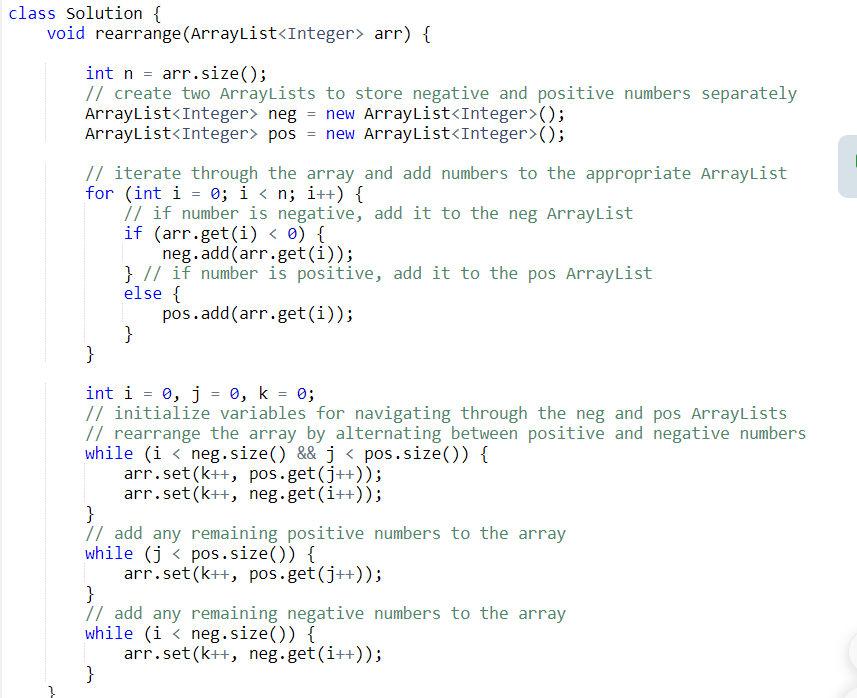 class Solution {
    void rearrange(ArrayList<Integer> arr) {
        int n = arr.size();
        // create two ArrayLists to store negative and positive numbers separately
        ArrayList<Integer> neg = new ArrayList<Integer>();
        ArrayList<Integer> pos = new ArrayList<Integer>();
        // iterate through the array and add numbers to the appropriate ArrayList
        for (int i = 0; i < n; i++) {
            // if number is negative, add it to the neg ArrayList
            if (arr.get(i) < 0) {
                neg.add(arr.get(i));
            } // if number is positive, add it to the pos ArrayList
            else {
                pos.add(arr.get(i));
            }
        }
        int i = 0, j = 0, k = 0;
        // initialize variables for navigating through the neg and pos ArrayLists
        // rearrange the array by alternating between positive and negative numbers
        while (i < neg.size() && j < pos.size()) {
            arr.set(k++, pos.get(j++));
            arr.set(k++, neg.get(i++));
        }
        // add any remaining positive numbers to the array
        while (j < pos.size()) {
            arr.set(k++, pos.get(j++));
        }
        // add any remaining negative numbers to the array
        while (i < neg.size()) {
            arr.set(k++, neg.get(i++));
        }
    }